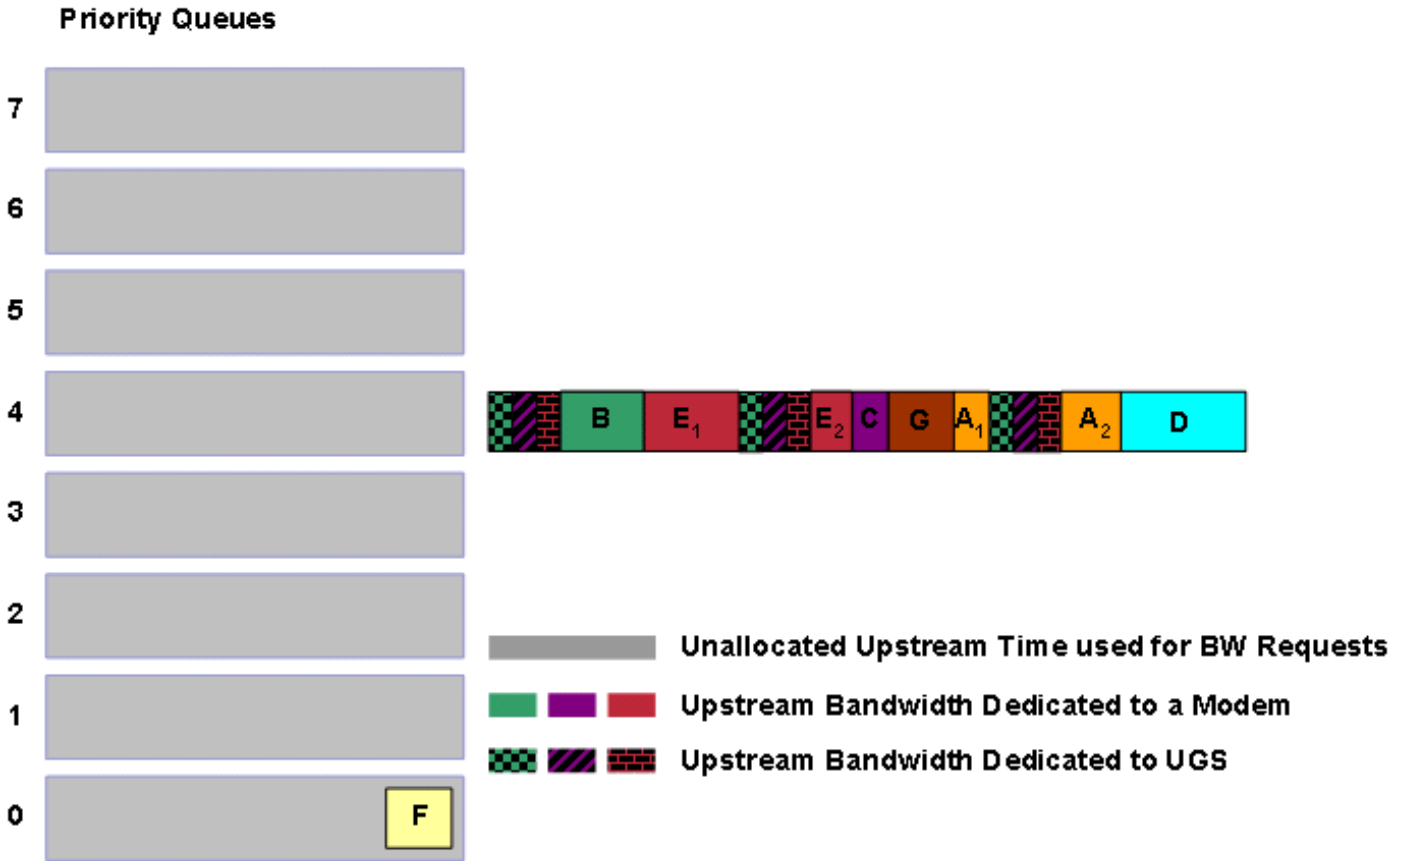 Priority Queues
7
6
5
4
B E₁ E₂ C G A₁ A₂ D
3
2
Unallocated Upstream Time used for BW Requests
1
Upstream Bandwidth Dedicated to a Modem
Upstream Bandwidth Dedicated to UGS
0
F